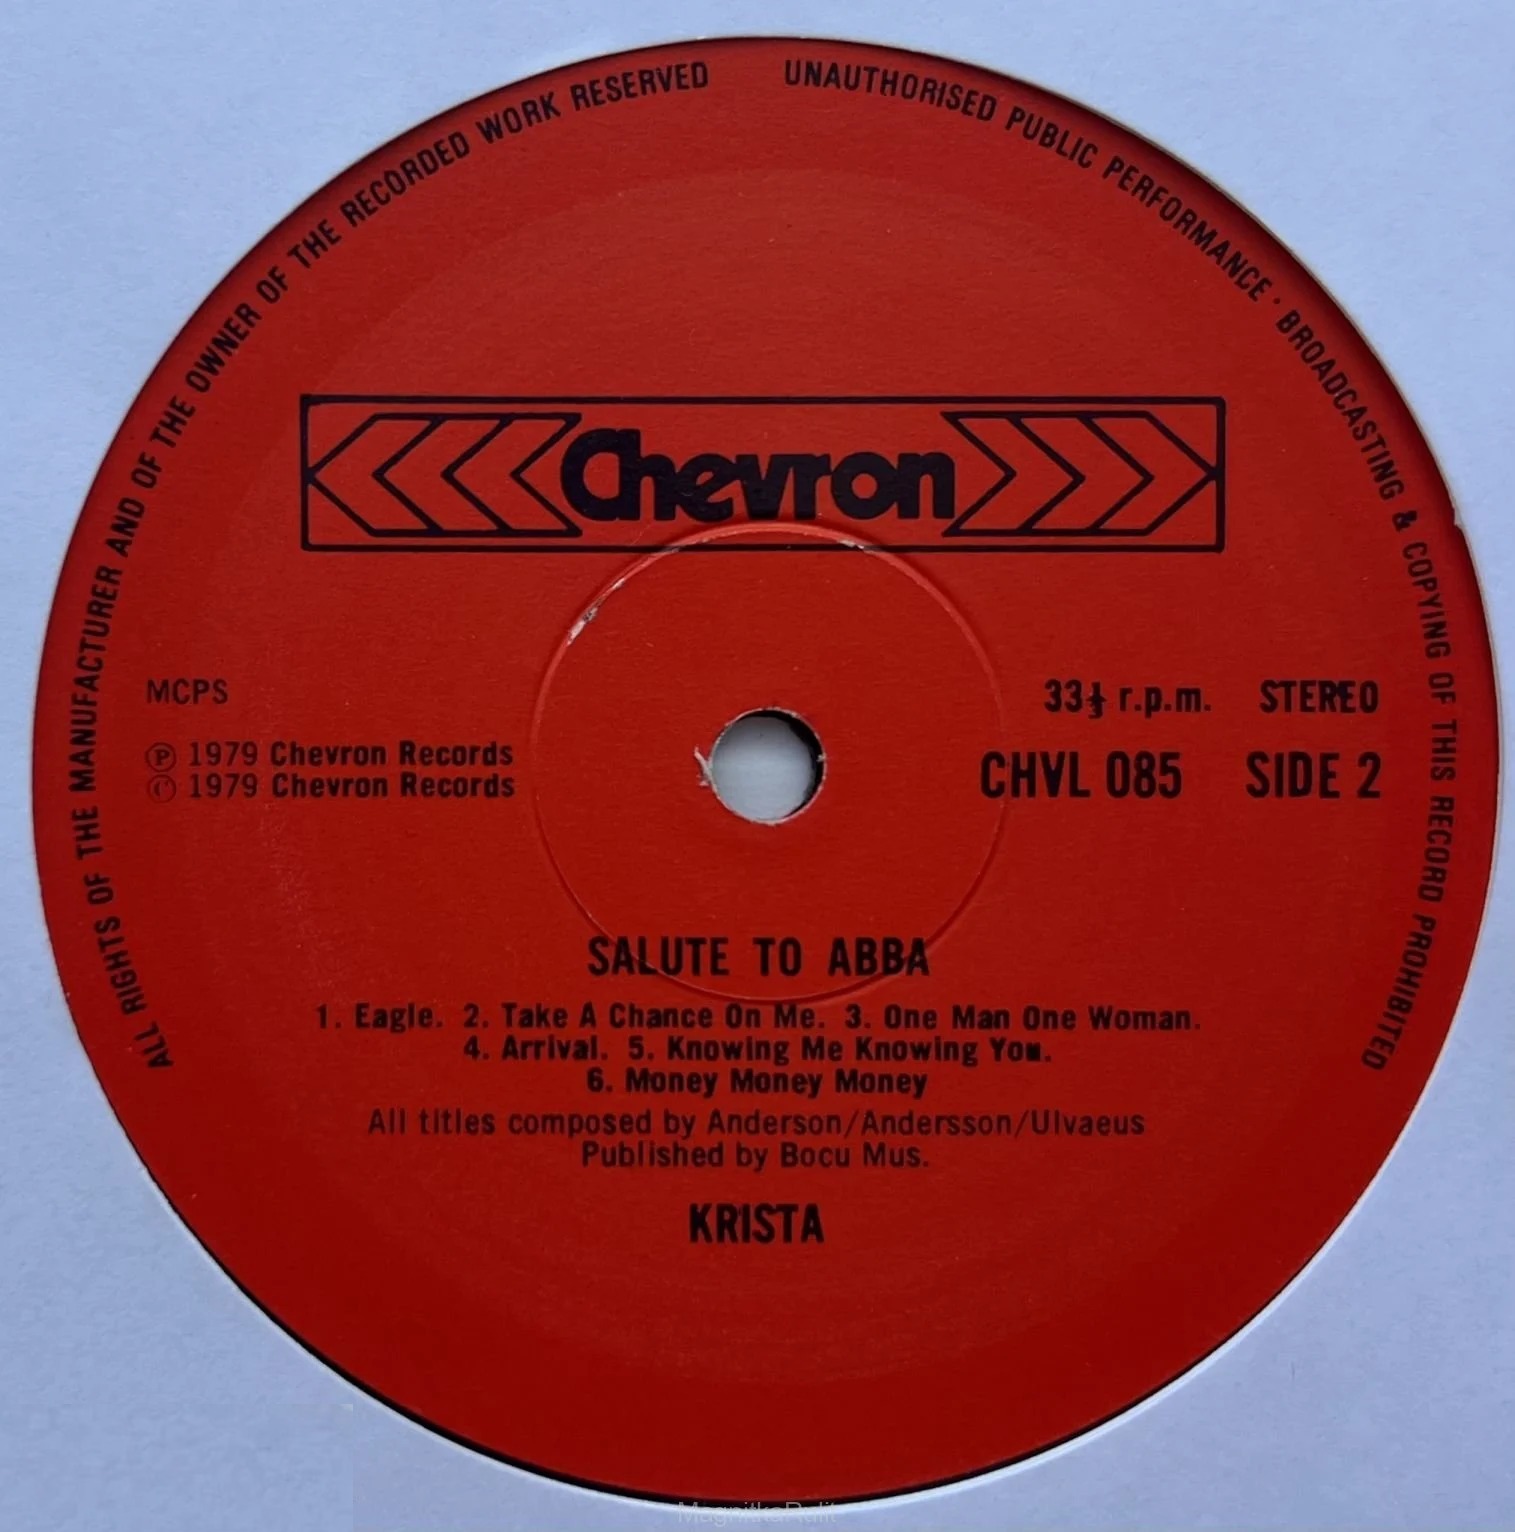 ALL RIGHTS OF THE MANUFACTURER AND OF THE OWNER OF THE RECORDED WORK RESERVED
UNAUTHORISED PUBLIC PERFORMANCE · BROADCASTING & COPYING OF THIS RECORD PROHIBITED
Chevron
MCPS
℗ 1979 Chevron Records
© 1979 Chevron Records
33⅓ r.p.m. STEREO
CHVL 085 SIDE 2
SALUTE TO ABBA
1. Eagle. 2. Take A Chance On Me. 3. One Man One Woman.
4. Arrival. 5. Knowing Me Knowing You.
6. Money Money Money
All titles composed by Anderson/Andersson/Ulvaeus
Published by Bocu Mus.
KRISTA
MagnitkaRulit